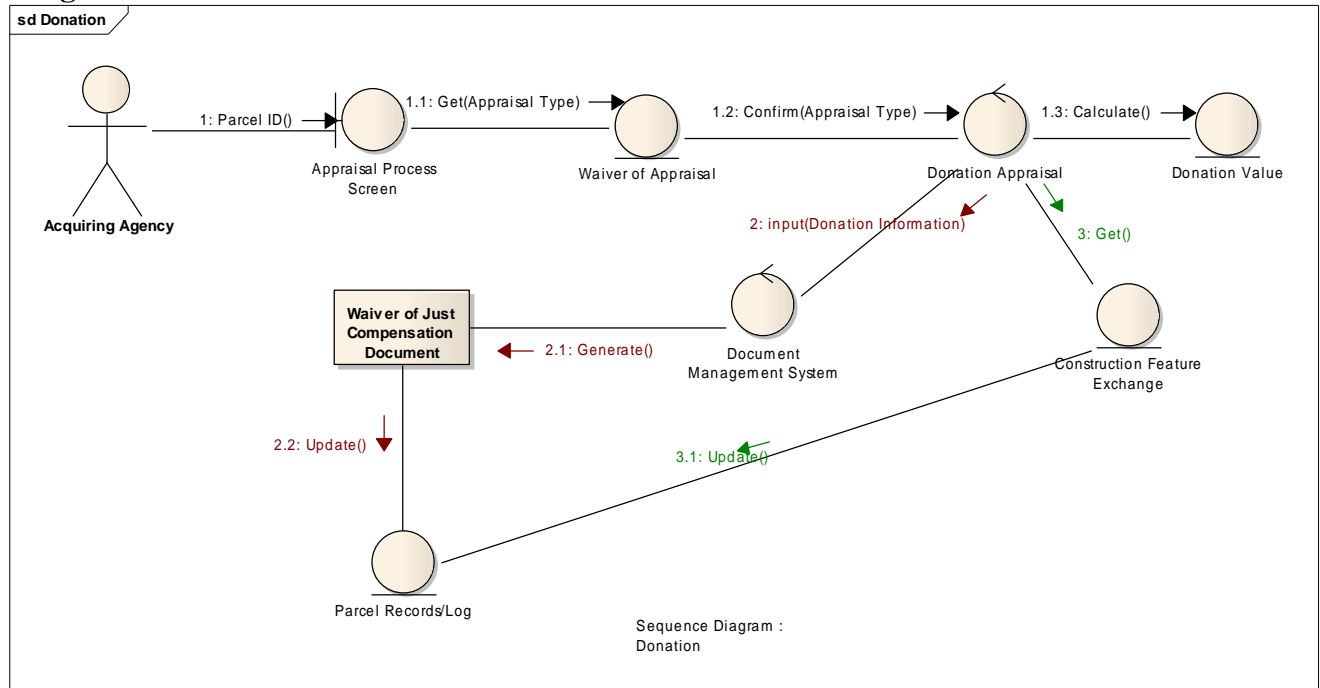 sd Donation
1: Parcel ID()
1.1: Get(Appraisal Type)
1.2: Confirm(Appraisal Type)
1.3: Calculate()
Acquiring Agency
Appraisal Process
Screen
Waiver of Appraisal
Donation Appraisal
Donation Value
2: input(Donation Information)
3: Get()
Waiver of Just
Compensation
Document
2.1: Generate()
Document
Management System
Construction Feature
Exchange
2.2: Update()
3.1: Update()
Parcel Records/Log
Sequence Diagram :
Donation